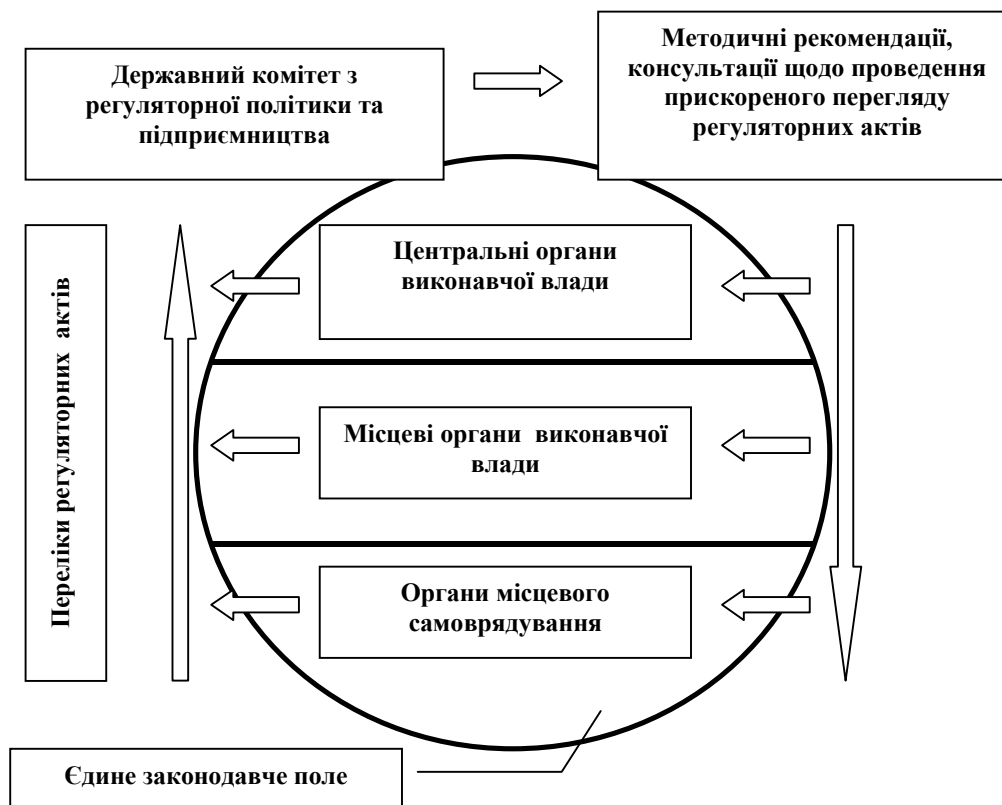 Державний комітет з
регуляторної політики та
підприємництва
Методичні рекомендації,
консультації щодо проведення
прискореного перегляду
регуляторних актів
Переліки регуляторних актів
Центральні органи
виконавчої влади
Місцеві органи виконавчої
влади
Органи місцевого
самоврядування
Єдине законодавче поле